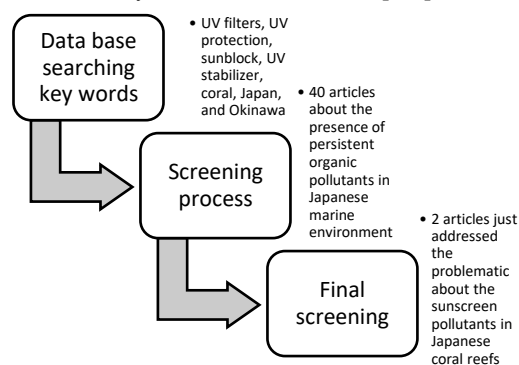 Data base
searching
key words
• UV filters, UV
protection,
sunblock, UV
stabilizer,
coral, Japan,
and Okinawa
Screening
process
• 40 articles
about the
presence of
persistent
organic
pollutants in
Japanese
marine
environment
Final
screening
• 2 articles just
addressed
the
problematic
about the
sunscreen
pollutants in
Japanese
coral reefs